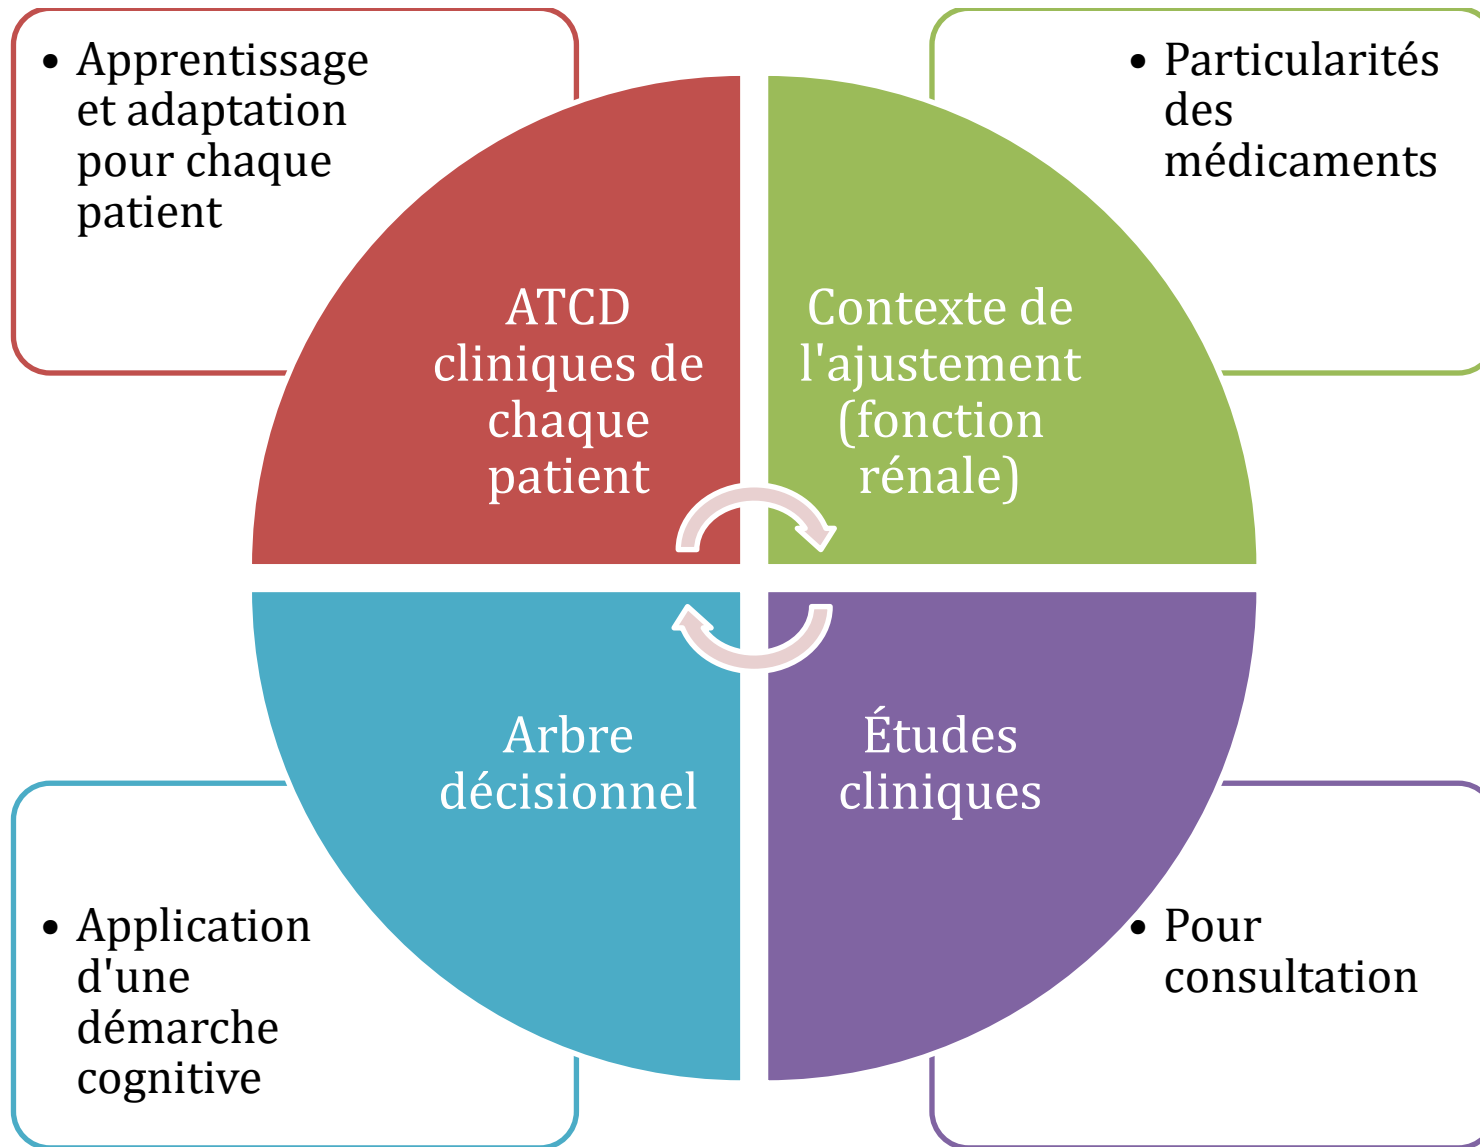 • Apprentissage
et adaptation
pour chaque
patient
• Particularités
des
médicaments
ATCD
cliniques de
chaque
patient
Contexte de
l'ajustement
(fonction
rénale)
Arbre
décisionnel
Études
cliniques
• Application
d'une
démarche
cognitive
• Pour
consultation